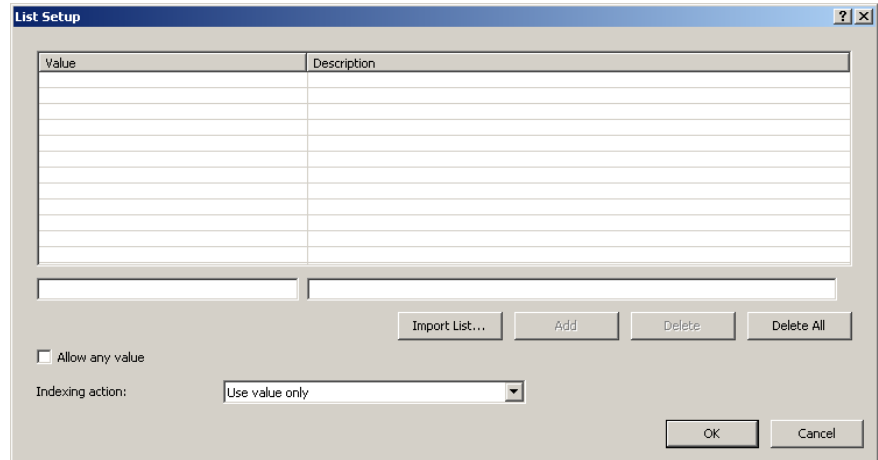 List Setup
Value Description
Import List... Add Delete Delete All
Allow any value
Indexing action: Use value only
OK Cancel